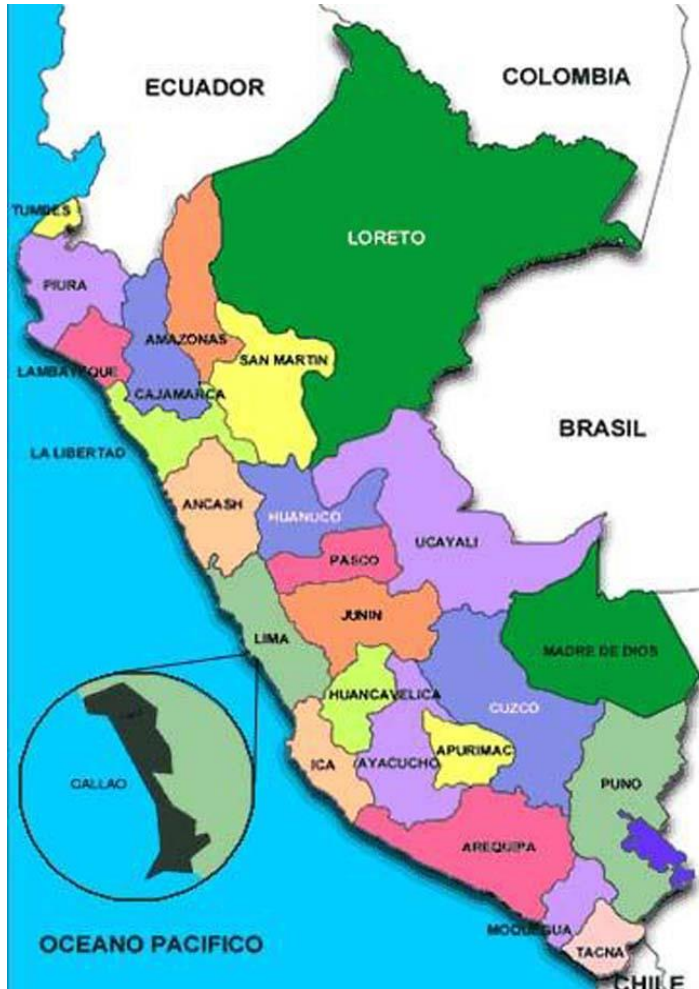 ECUADOR
COLOMBIA
TUMBES
LORETO
PIURA
AMAZONAS
SAN MARTIN
LAMBAYEQUE
CAJAMARCA
BRASIL
LA LIBERTAD
ANCASH
HUANUCO
UCAYALI
PASCO
JUNIN
LIMA
MADRE DE DIOS
HUANCAVELICA
CUZCO
ICA
AYACUCHO
APURIMAC
CALLAO
PUNO
AREQUIPA
MOQUEGUA
OCEANO PACIFICO
TACNA
CHILE